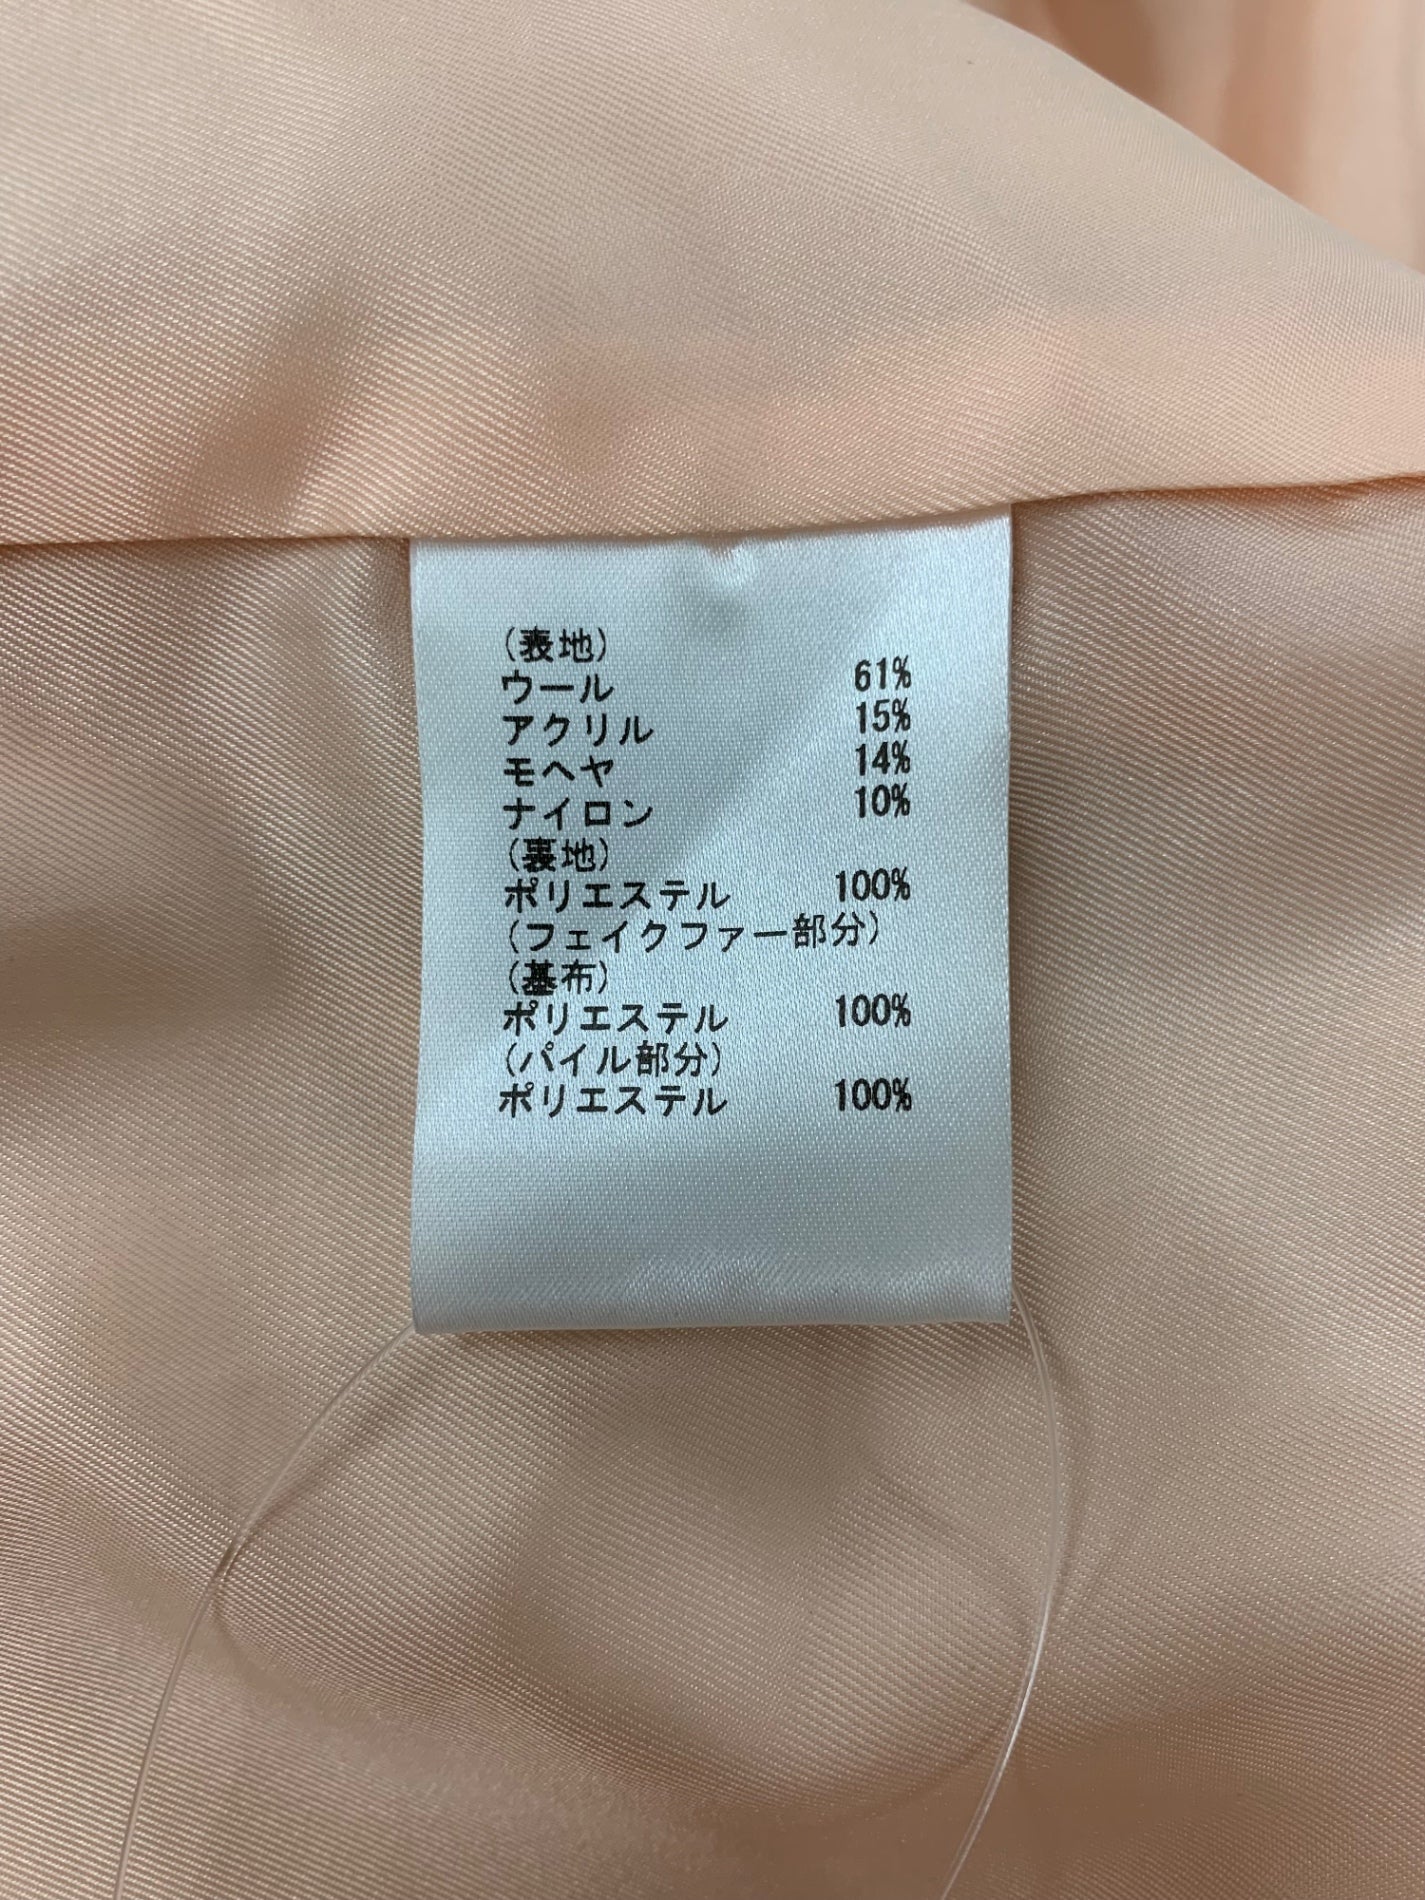 (表地)
ウール 61%
アクリル 15%
モヘヤ 14%
ナイロン 10%
(裏地)
ポリエステル 100%
(フェイクファー部分)
(基布)
ポリエステル 100%
(パイル部分)
ポリエステル 100%